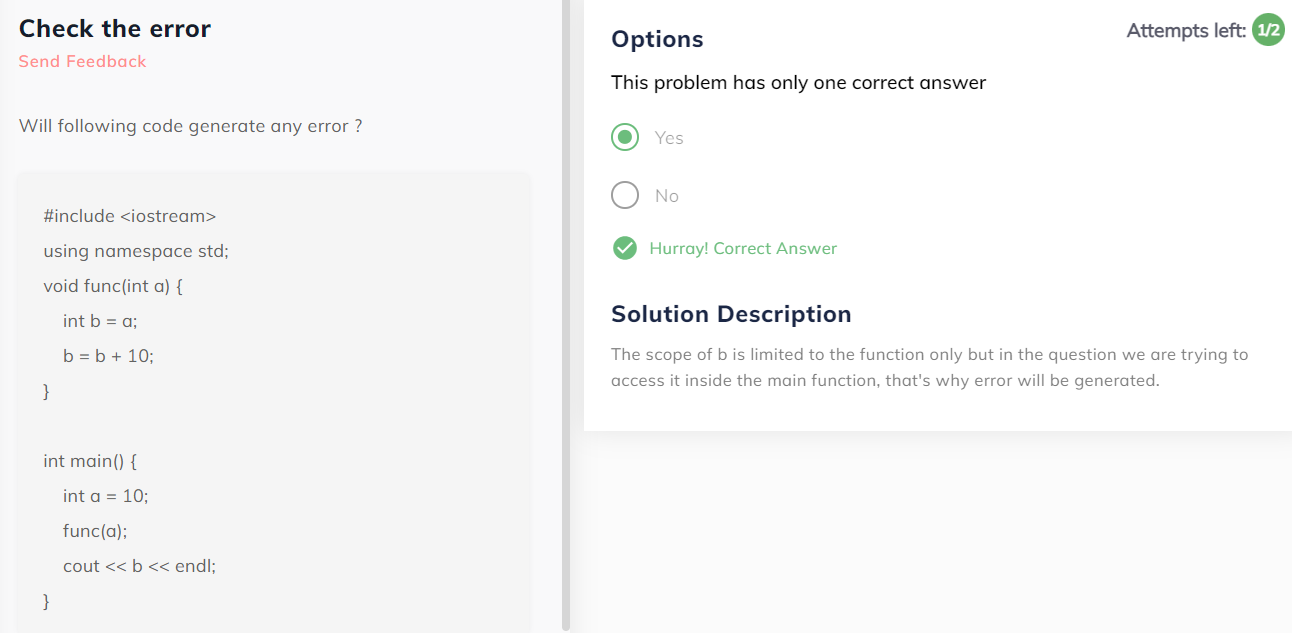 Check the error
Send Feedback
Will following code generate any error ?
#include <iostream>
using namespace std;
void func(int a) {
    int b = a;
    b = b + 10;
}
int main() {
    int a = 10;
    func(a);
    cout << b << endl;
}
Attempts left: 1/2
Options
This problem has only one correct answer
Yes
No
Hurray! Correct Answer
Solution Description
The scope of b is limited to the function only but in the question we are trying to
access it inside the main function, that's why error will be generated.